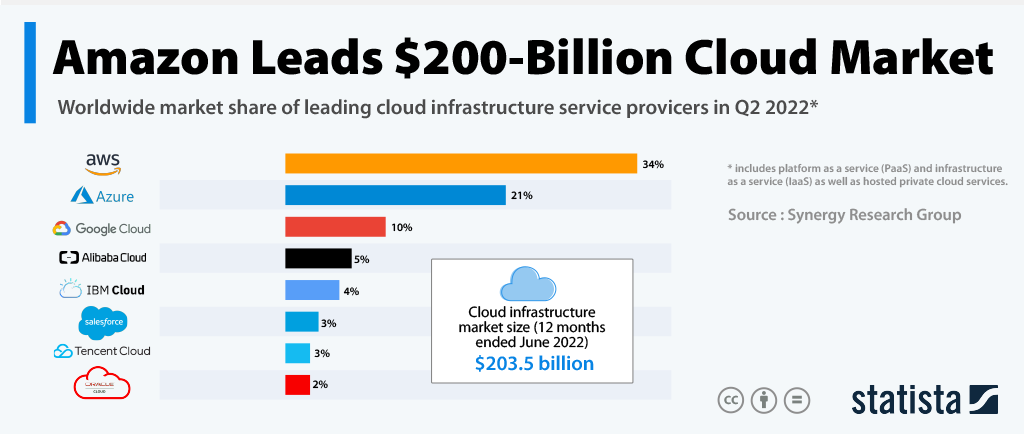 Amazon Leads $200-Billion Cloud Market
Worldwide market share of leading cloud infrastructure service provicers in Q2 2022*
aws
34%
Azure
21%
Google Cloud
10%
Alibaba Cloud
5%
IBM Cloud
4%
salesforce
3%
Tencent Cloud
3%
ORACLE
CLOUD
2%
* includes platform as a service (PaaS) and infrastructure
as a service (IaaS) as well as hosted private cloud services.
Source : Synergy Research Group
Cloud infrastructure
market size (12 months
ended June 2022)
$203.5 billion
cc
=
statista